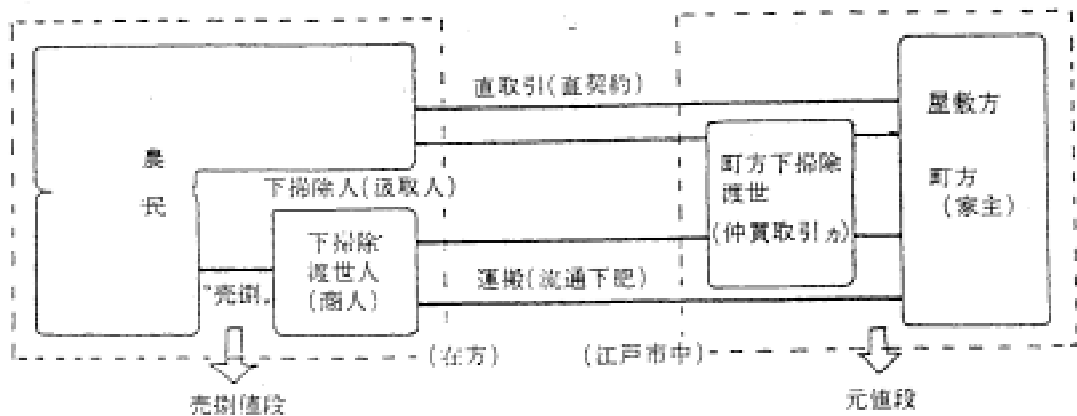 直取引(直契約)
農
民
下掃除人(汲取人)
下掃除
渡世人
(商人)
"売捌"
運搬(流通下肥)
町方下掃除
渡世
(仲買取引ヵ)
屋敷方
町方
(家主)
(在方)
(江戸市中)
売捌値段
元値段